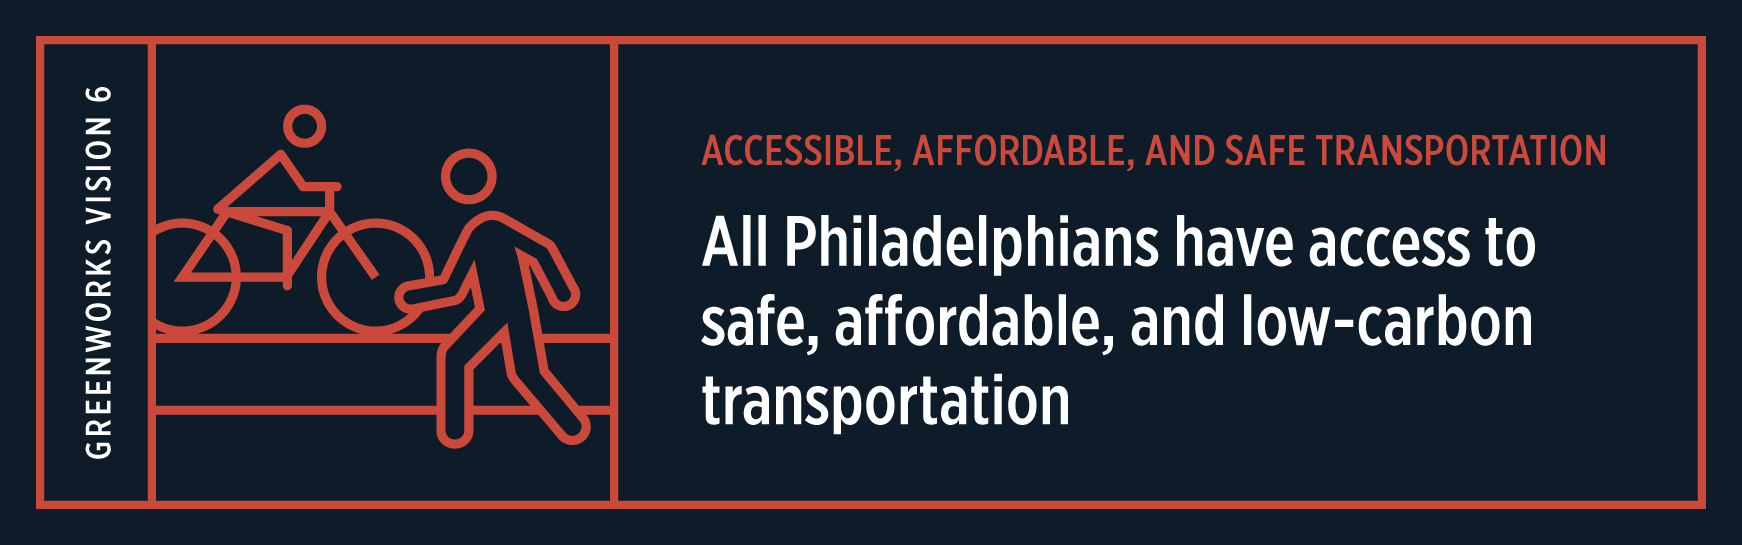 GREENWORKS VISION 6
ACCESSIBLE, AFFORDABLE, AND SAFE TRANSPORTATION
All Philadelphians have access to
safe, affordable, and low-carbon
transportation